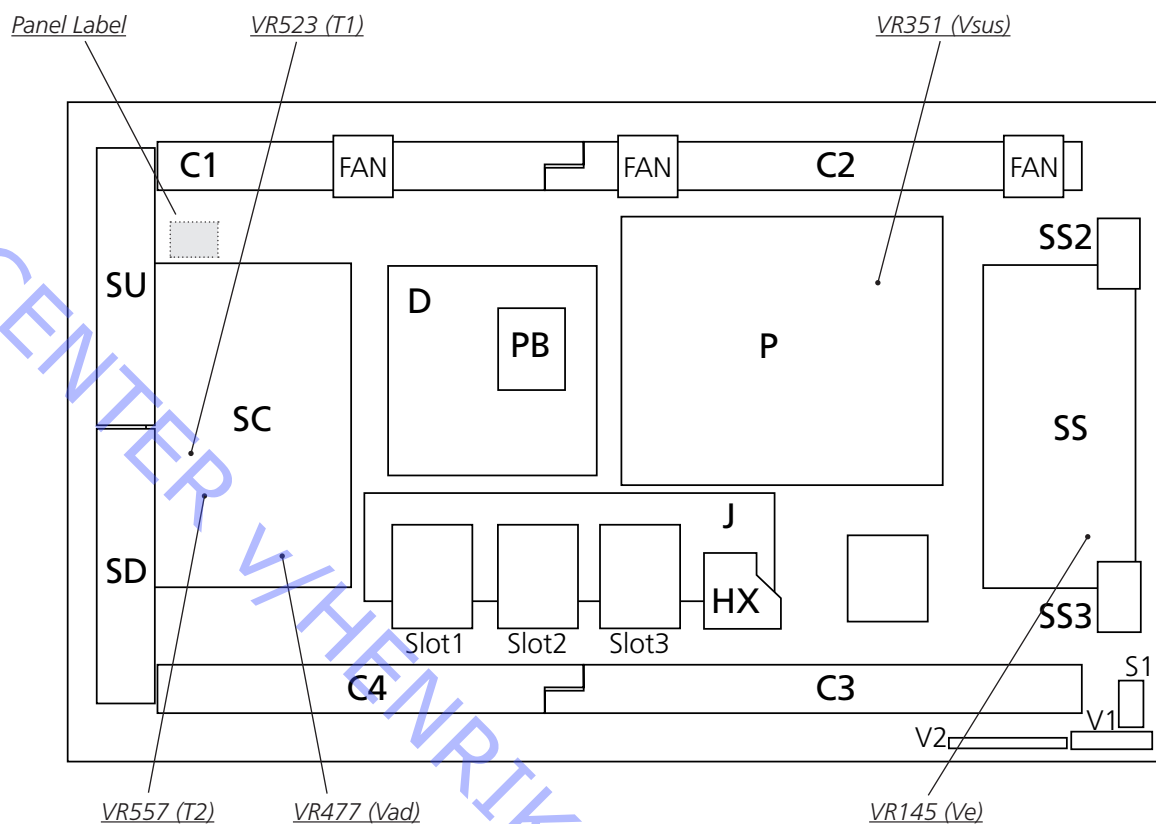 Panel Label
VR523 (T1)
VR351 (Vsus)
C1
FAN
FAN
C2
FAN
SS2
SU
D
PB
P
SC
SS
J
SD
HX
SS3
Slot1
Slot2
Slot3
C4
C3
S1
V1
V2
VR557 (T2)
VR477 (Vad)
VR145 (Ve)
CENTER v/HENRIK